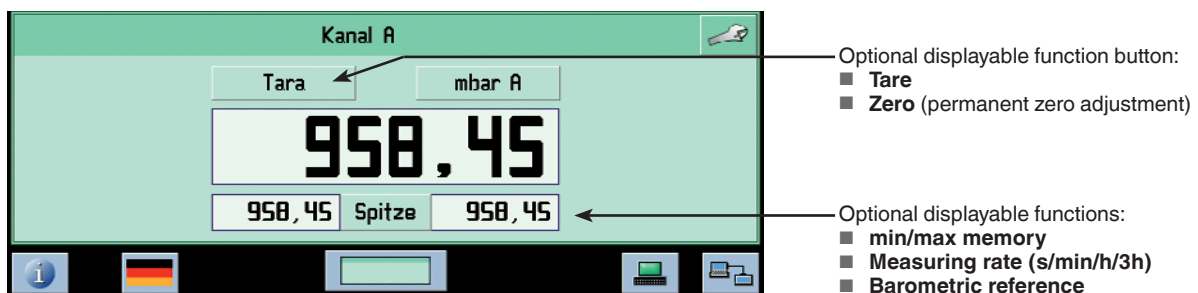 Kanal A
Tara
mbar A
958,45
958,45 Spitze 958,45
Optional displayable function button:
■ Tare
■ Zero (permanent zero adjustment)
Optional displayable functions:
■ min/max memory
■ Measuring rate (s/min/h/3h)
■ Barometric reference
i